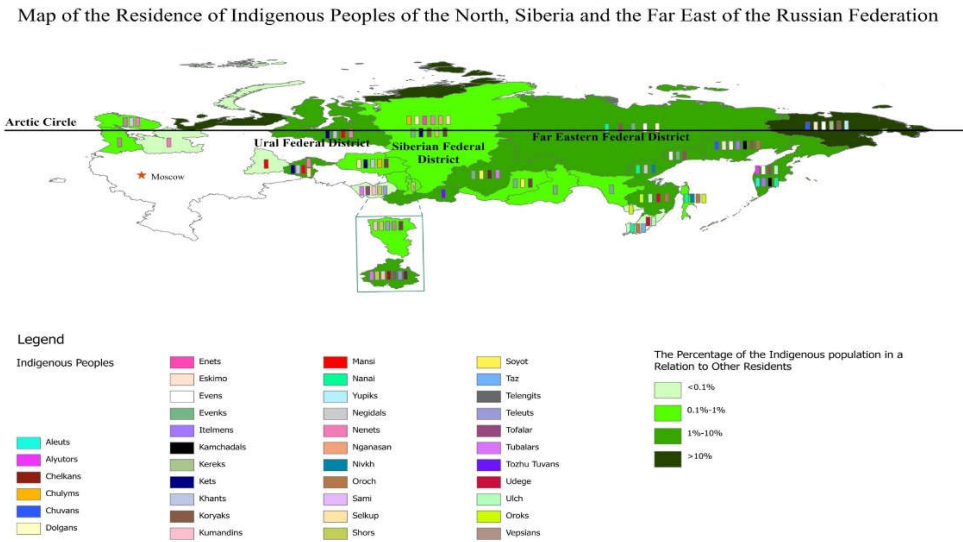 Map of the Residence of Indigenous Peoples of the North, Siberia and the Far East of the Russian Federation
Arctic Circle
Ural Federal District
Siberian Federal
District
Far Eastern Federal District
Moscow
Legend
Indigenous Peoples
Aleuts
Alyutors
Chelkans
Chulyms
Chuvans
Dolgans
Enets
Eskimo
Evens
Evenks
Itelmens
Kamchadals
Kereks
Kets
Khants
Koryaks
Kumandins
Mansi
Nanai
Yupiks
Negidals
Nenets
Nganasan
Nivkh
Oroch
Sami
Selkup
Shors
Soyot
Taz
Telengits
Teleuts
Tofalar
Tubalars
Tozhu Tuvans
Udege
Ulch
Oroks
Vepsians
The Percentage of the Indigenous population in a
Relation to Other Residents
<0.1%
0.1%-1%
1%-10%
>10%